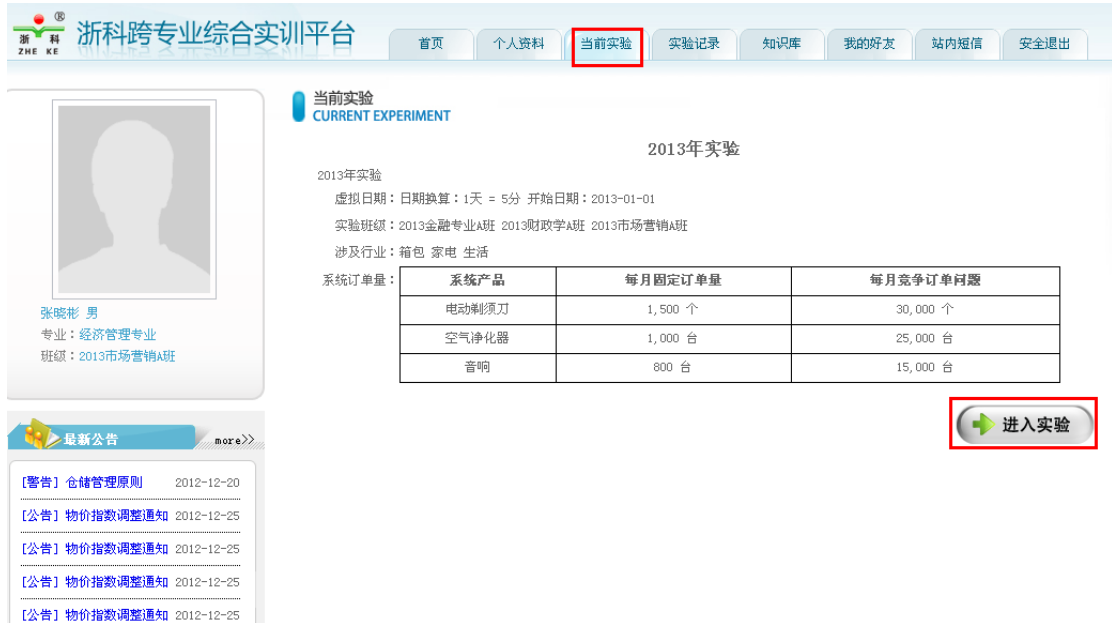 浙科 ®
ZHE KE
浙科跨专业综合实训平台
首页 个人资料 当前实验 实验记录 知识库 我的好友 站内短信 安全退出
当前实验
CURRENT EXPERIMENT
2013年实验
2013年实验
虚拟日期：日期换算：1天 = 5分 开始日期：2013-01-01
实验班级：2013金融专业A班 2013财政学A班 2013市场营销A班
涉及行业：箱包 家电 生活
系统订单量：
系统产品 每月固定订单量 每月竞争订单问题
电动剃须刀 1,500 个 30,000 个
空气净化器 1,000 台 25,000 台
音响 800 台 15,000 台
进入实验
张晓彬 男
专业：经济管理专业
班级：2013市场营销A班
最新公告 more>>
[警告] 仓储管理原则 2012-12-20
[公告] 物价指数调整通知 2012-12-25
[公告] 物价指数调整通知 2012-12-25
[公告] 物价指数调整通知 2012-12-25
[公告] 物价指数调整通知 2012-12-25